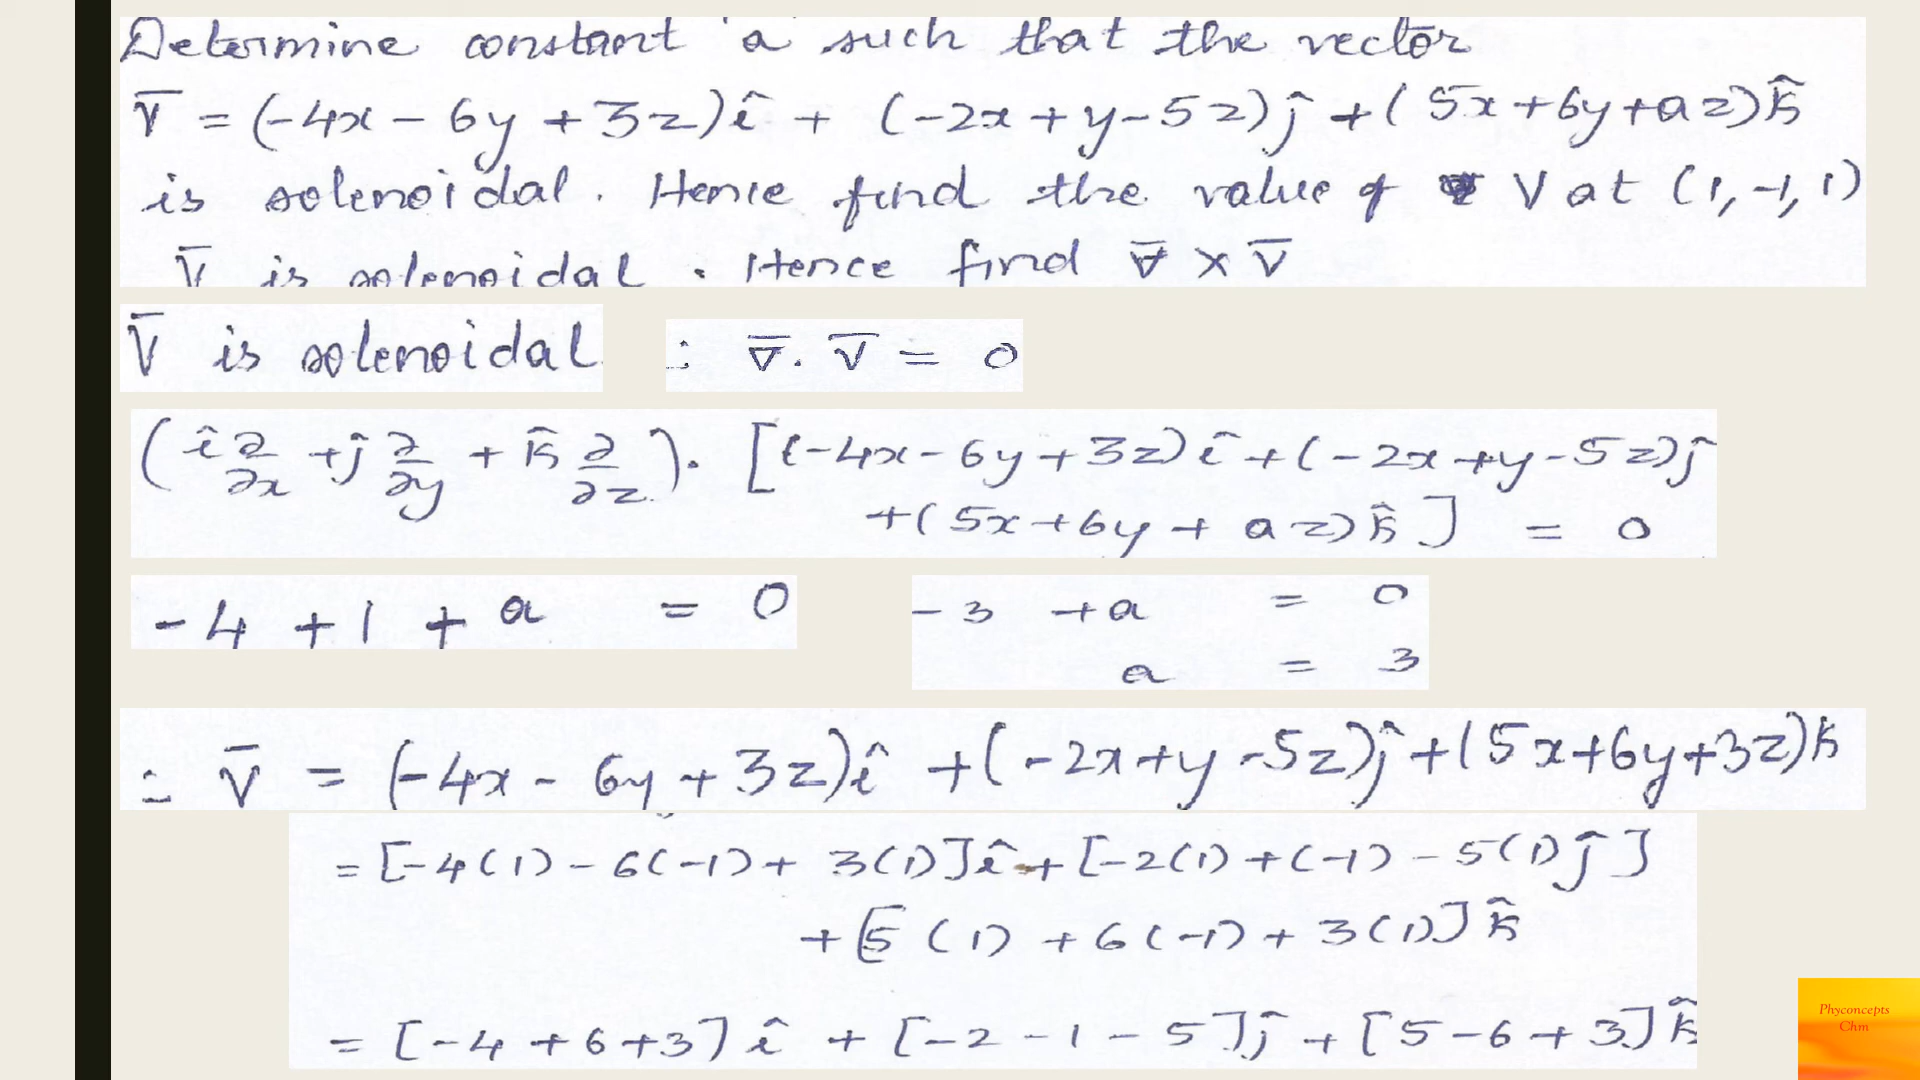 Determine constant 'a' such that the vector
V̅ = (-4x - 6y + 3z)î + (-2x + y - 5z)ĵ + (5x + 6y + az)k̂
is solenoidal. Hence find the value of V at (1, -1, 1)
V̅ is solenoidal. Hence find ∇̅ × V̅
V̅ is solenoidal ∴ ∇̅ . V̅ = 0
(î ∂/∂x + ĵ ∂/∂y + k̂ ∂/∂z) . [(-4x - 6y + 3z)î + (-2x + y - 5z)ĵ
+ (5x + 6y + az)k̂] = 0
-4 + 1 + a = 0 -3 + a = 0
a = 3
∴ V̅ = (-4x - 6y + 3z)î + (-2x + y - 5z)ĵ + (5x + 6y + 3z)k̂
= [-4(1) - 6(-1) + 3(1)]î + [-2(1) + (-1) - 5(1)ĵ]
+ [5(1) + 6(-1) + 3(1)]k̂
= [-4 + 6 + 3]î + [-2 - 1 - 5]ĵ + [5 - 6 + 3]k̂
Phyconcepts
Chm